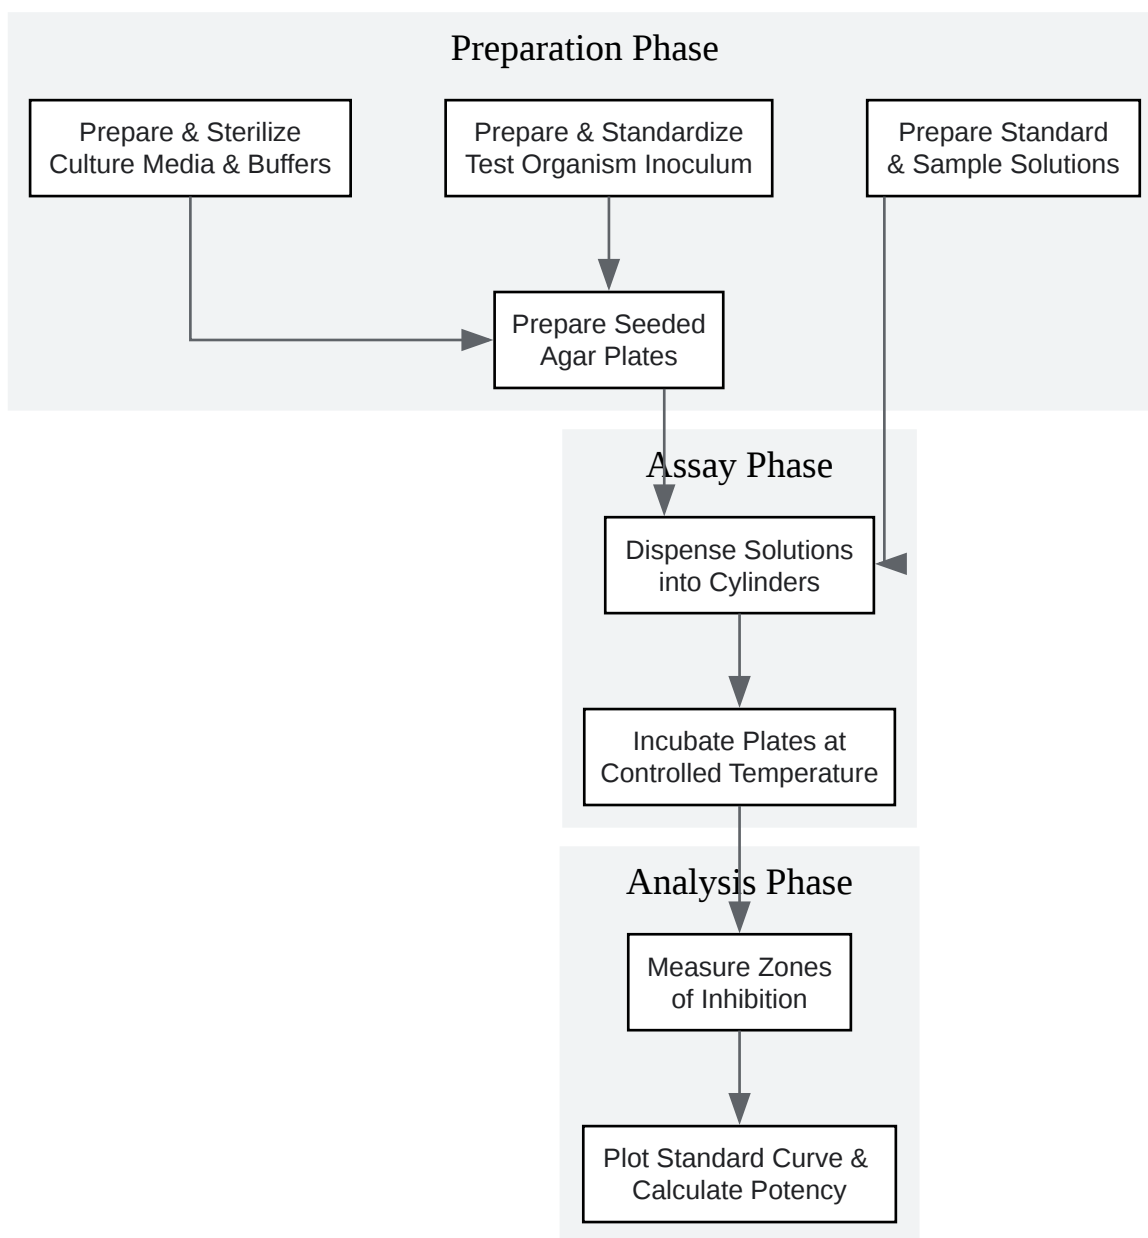 Preparation Phase
Prepare & Sterilize
Culture Media & Buffers
Prepare & Standardize
Test Organism Inoculum
Prepare Standard
& Sample Solutions
Prepare Seeded
Agar Plates
Assay Phase
Dispense Solutions
into Cylinders
Incubate Plates at
Controlled Temperature
Analysis Phase
Measure Zones
of Inhibition
Plot Standard Curve &
Calculate Potency